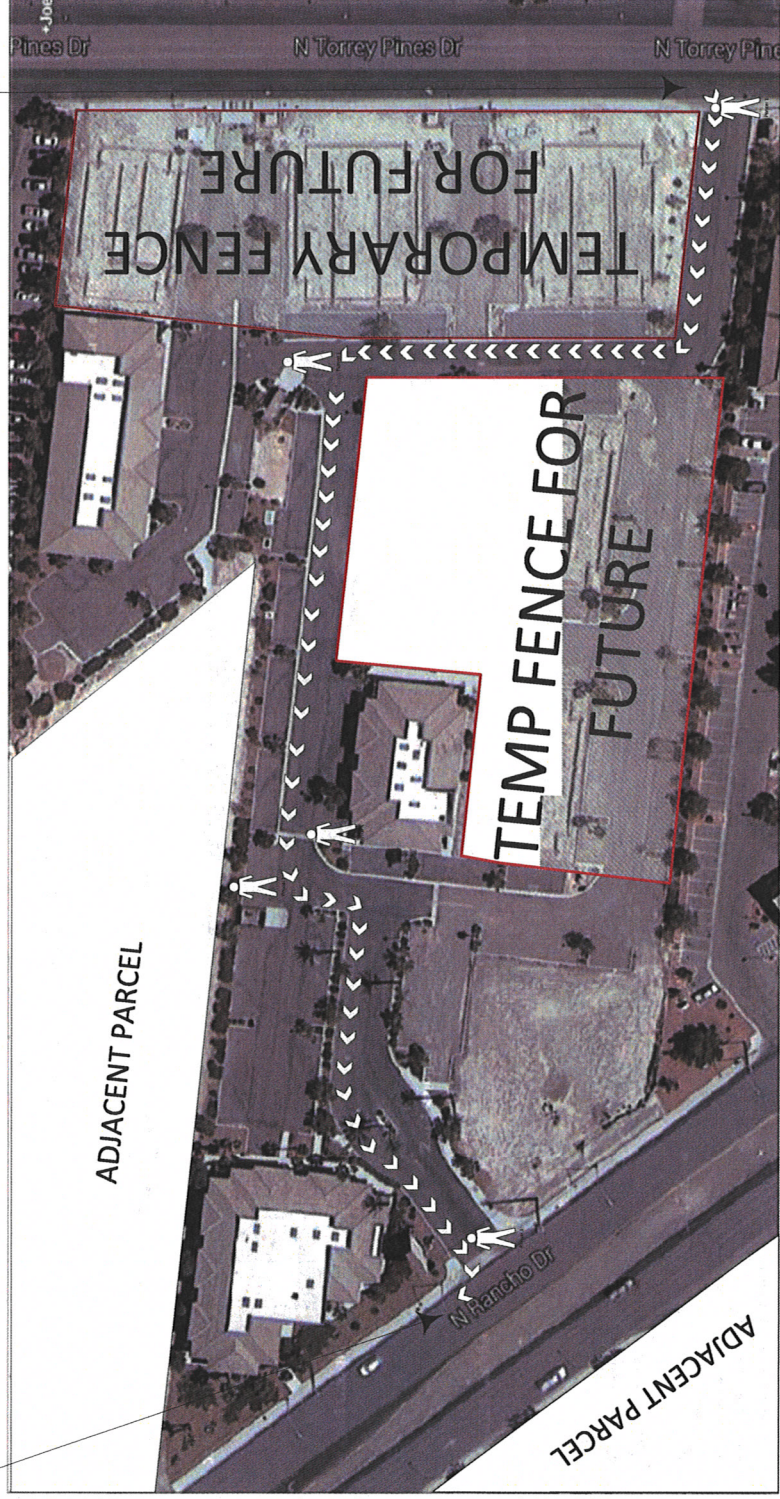 +Joe
Pines Dr
N Torrey Pines Dr
N Torrey Pine
TEMPORARY FENCE
FOR FUTURE
TEMP FENCE FOR
FUTURE
ADJACENT PARCEL
N Rancho Dr
ADJACENT PARCEL